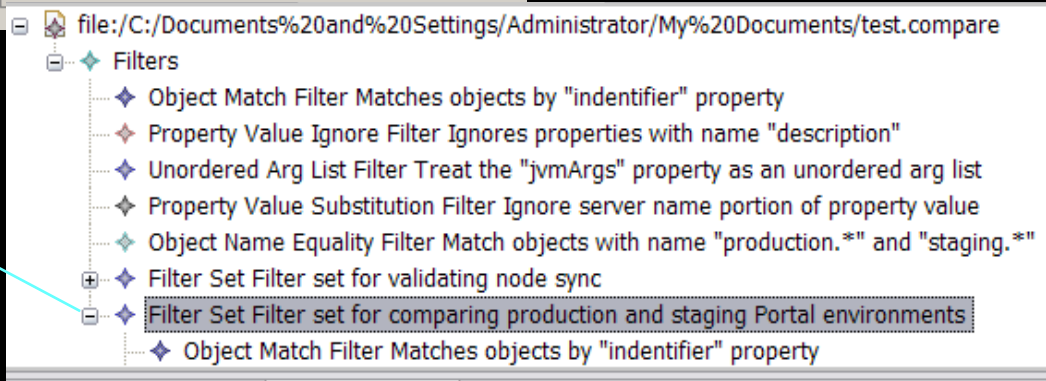 file:/C:/Documents%20and%20Settings/Administrator/My%20Documents/test.compare
Filters
Object Match Filter Matches objects by "indentifier" property
Property Value Ignore Filter Ignores properties with name "description"
Unordered Arg List Filter Treat the "jvmArgs" property as an unordered arg list
Property Value Substitution Filter Ignore server name portion of property value
Object Name Equality Filter Match objects with name "production.*" and "staging.*"
Filter Set Filter set for validating node sync
Filter Set Filter set for comparing production and staging Portal environments
Object Match Filter Matches objects by "indentifier" property